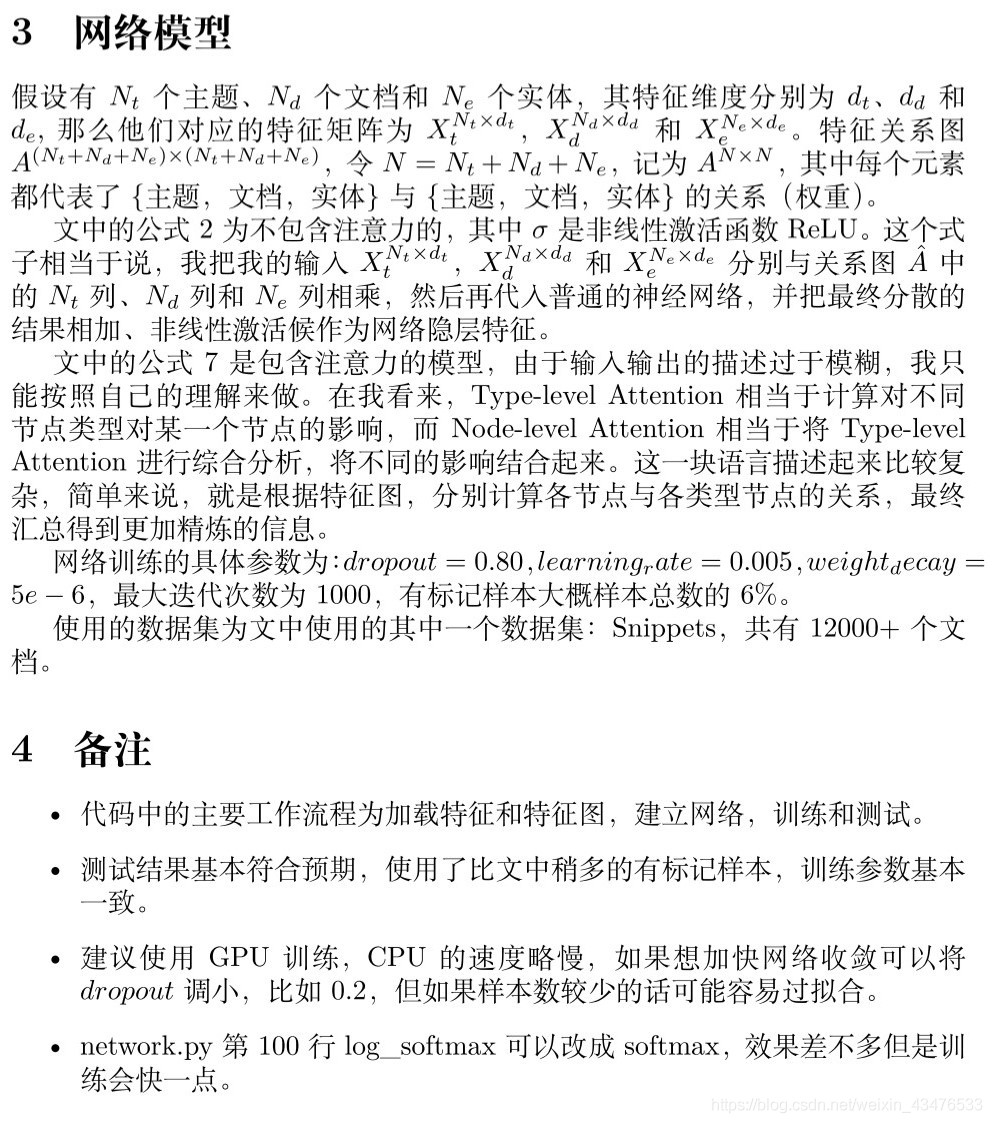 3 网络模型
假设有 N_t 个主题、N_d 个文档和 N_e 个实体，其特征维度分别为 d_t、d_d 和
d_e, 那么他们对应的特征矩阵为 X_t^{N_t×d_t}，X_d^{N_d×d_d} 和 X_e^{N_e×d_e}。特征关系图
A^{(N_t+N_d+N_e)×(N_t+N_d+N_e)}，令 N = N_t + N_d + N_e，记为 A^{N×N}，其中每个元素
都代表了 {主题，文档，实体} 与 {主题，文档，实体} 的关系（权重）。
文中的公式 2 为不包含注意力的，其中 σ 是非线性激活函数 ReLU。这个式
子相当于说，我把我的输入 X_t^{N_t×d_t}，X_d^{N_d×d_d} 和 X_e^{N_e×d_e} 分别与关系图 Â 中
的 N_t 列、N_d 列和 N_e 列相乘，然后再代入普通的神经网络，并把最终分散的
结果相加、非线性激活候作为网络隐层特征。
文中的公式 7 是包含注意力的模型，由于输入输出的描述过于模糊，我只
能按照自己的理解来做。在我看来，Type-level Attention 相当于计算对不同
节点类型对某一个节点的影响，而 Node-level Attention 相当于将 Type-level
Attention 进行综合分析，将不同的影响结合起来。这一块语言描述起来比较复
杂，简单来说，就是根据特征图，分别计算各节点与各类型节点的关系，最终
汇总得到更加精炼的信息。
网络训练的具体参数为:dropout = 0.80, learning_rate = 0.005, weight_decay =
5e − 6，最大迭代次数为 1000，有标记样本大概样本总数的 6%。
使用的数据集为文中使用的其中一个数据集：Snippets，共有 12000+ 个文
档。
4 备注
• 代码中的主要工作流程为加载特征和特征图，建立网络，训练和测试。
• 测试结果基本符合预期，使用了比文中稍多的有标记样本，训练参数基本
一致。
• 建议使用 GPU 训练，CPU 的速度略慢，如果想加快网络收敛可以将
dropout 调小，比如 0.2，但如果样本数较少的话可能容易过拟合。
• network.py 第 100 行 log_softmax 可以改成 softmax，效果差不多但是训
练会快一点。
https://blog.csdn.net/weixin_43476533